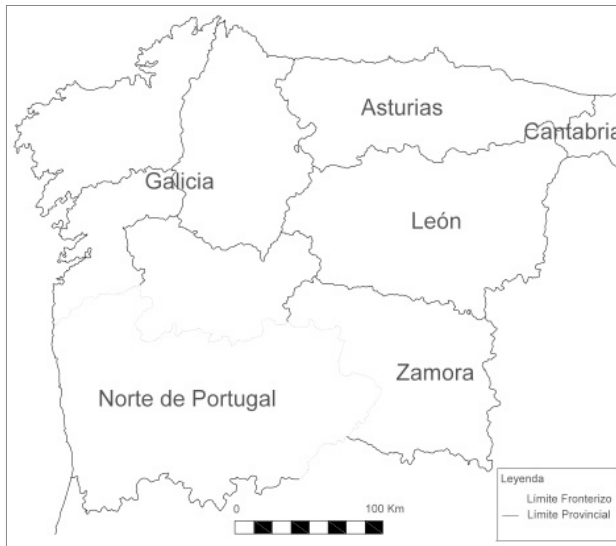 Asturias
Cantabria
Galicia
León
Zamora
Norte de Portugal
Leyenda
Límite Fronterizo
Límite Provincial
0 100 Km